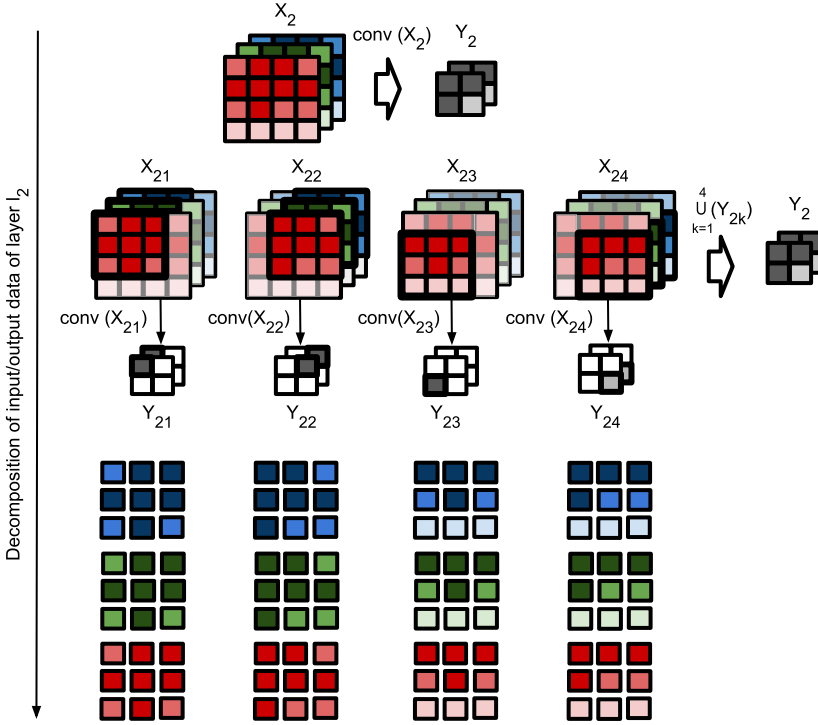 X2
conv (X2)
Y2
X21
X22
X23
X24
4
U(Y2k)
k=1
Y2
conv (X21)
conv(X22)
conv(X23)
conv (X24)
Y21
Y22
Y23
Y24
Decomposition of input/output data of layer l2